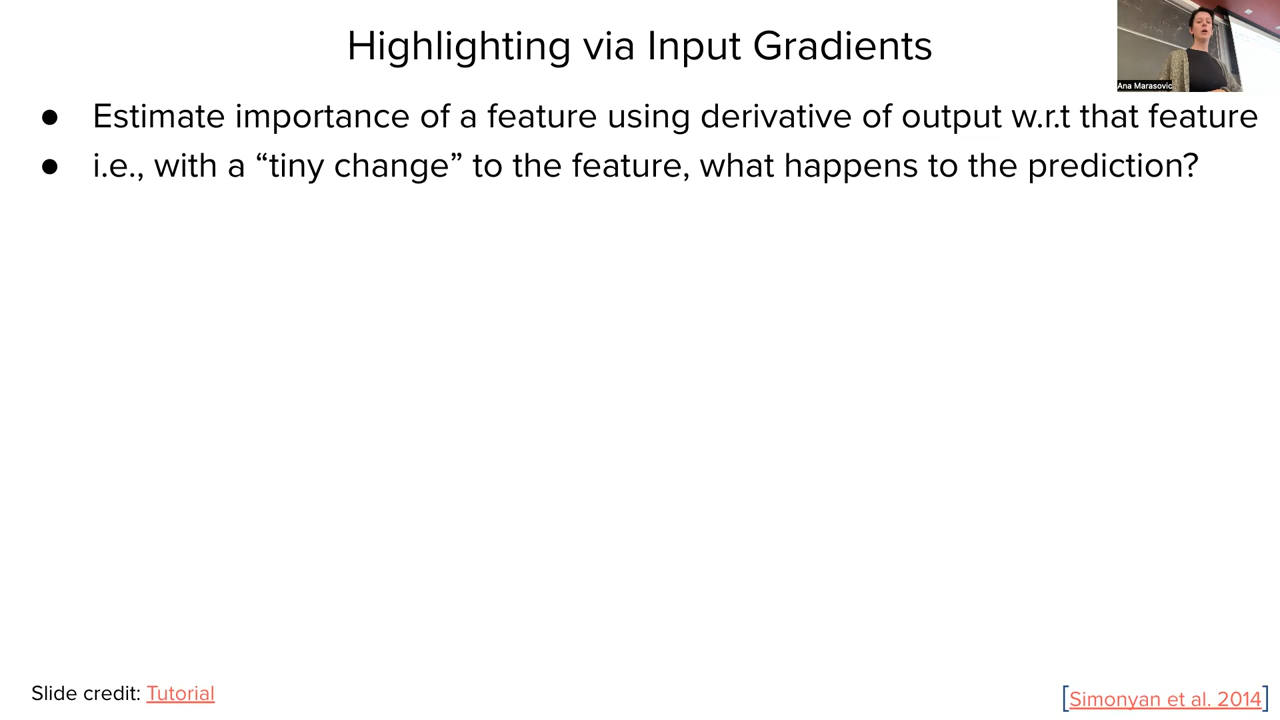 Highlighting via Input Gradients
Ana Marasovic
● Estimate importance of a feature using derivative of output w.r.t that feature
● i.e., with a “tiny change” to the feature, what happens to the prediction?
Slide credit: Tutorial
[Simonyan et al. 2014]